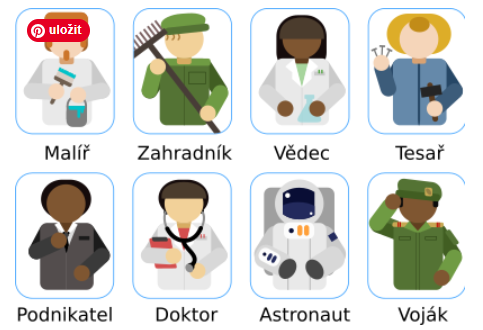 uložit
Malíř
Zahradník
Vědec
Tesař
Podnikatel
Doktor
Astronaut
Voják